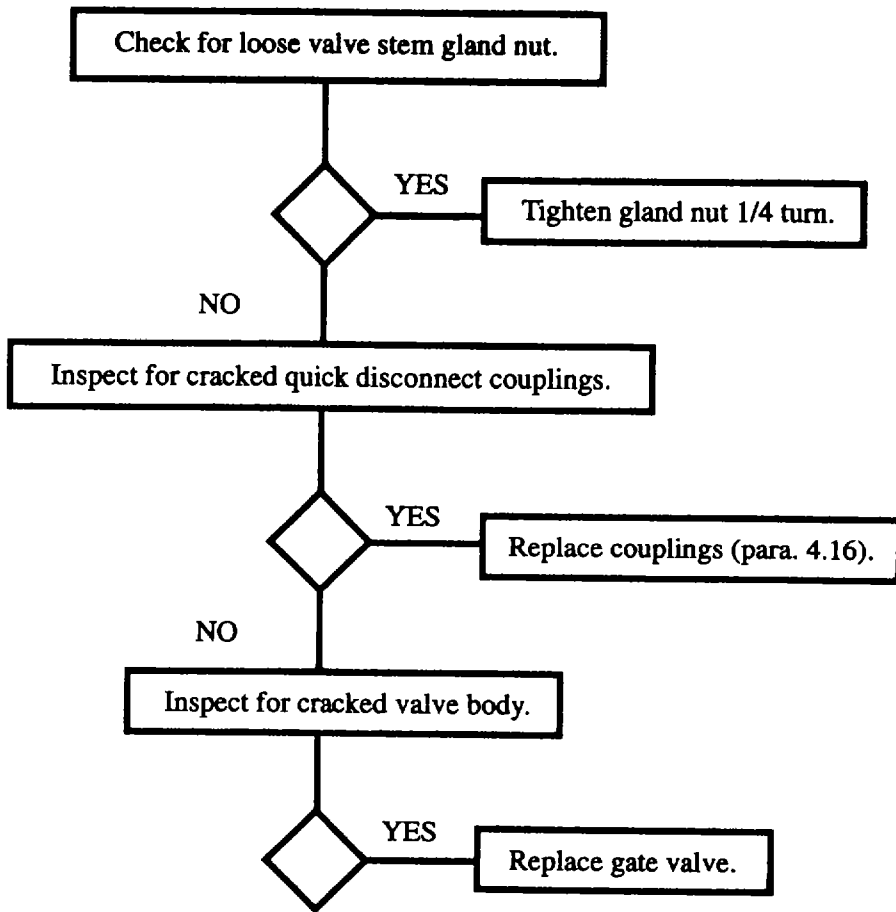 Check for loose valve stem gland nut.
YES
Tighten gland nut 1/4 turn.
NO
Inspect for cracked quick disconnect couplings.
YES
Replace couplings (para. 4.16).
NO
Inspect for cracked valve body.
YES
Replace gate valve.